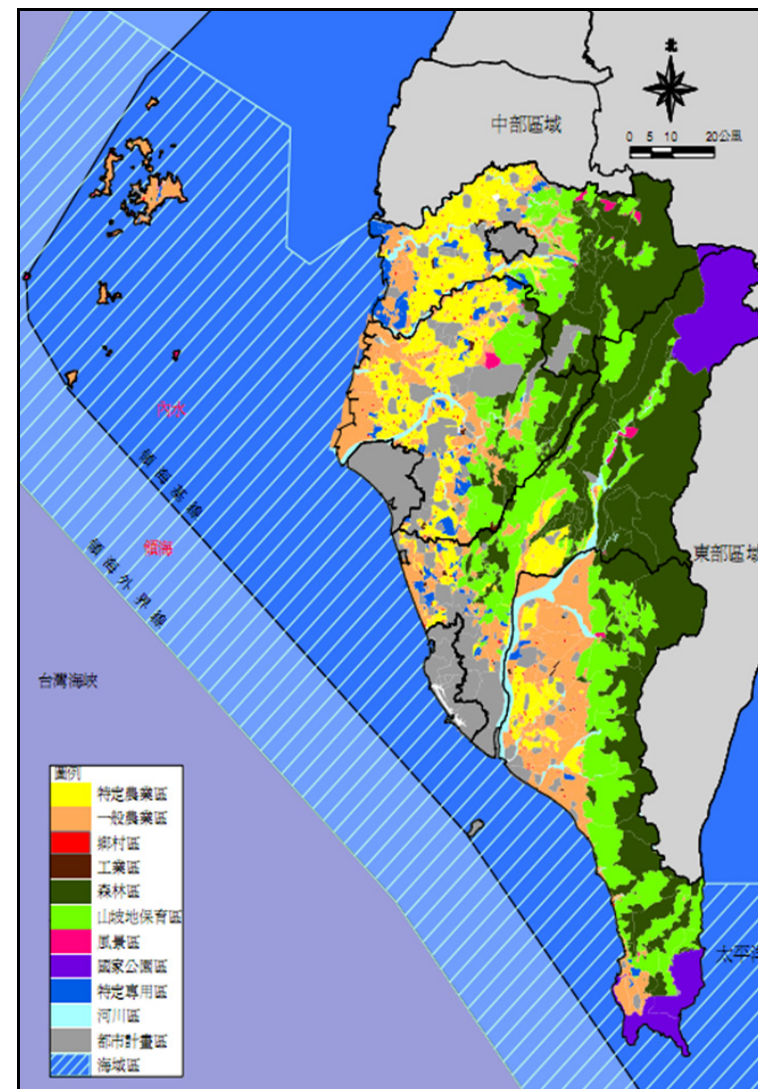 北
中部區域
0 5 10 20公里
內水
領海基線
領海
領海外界線
東部區域
台灣海峽
太平洋
圖例
特定農業區
一般農業區
鄉村區
工業區
森林區
山坡地保育區
風景區
國家公園區
特定專用區
河川區
都市計畫區
海域區